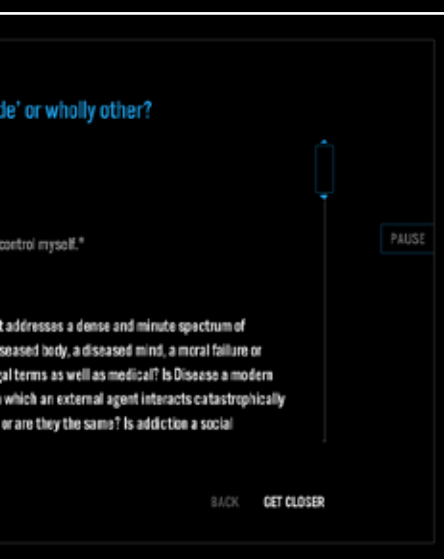 de' or wholly other?
control myself."
PAUSE
t addresses a dense and minute spectrum of
seased body, a diseased mind, a moral failure or
gal terms as well as medical? Is Disease a modern
which an external agent interacts catastrophically
or are they the same? Is addiction a social
BACK GET CLOSER